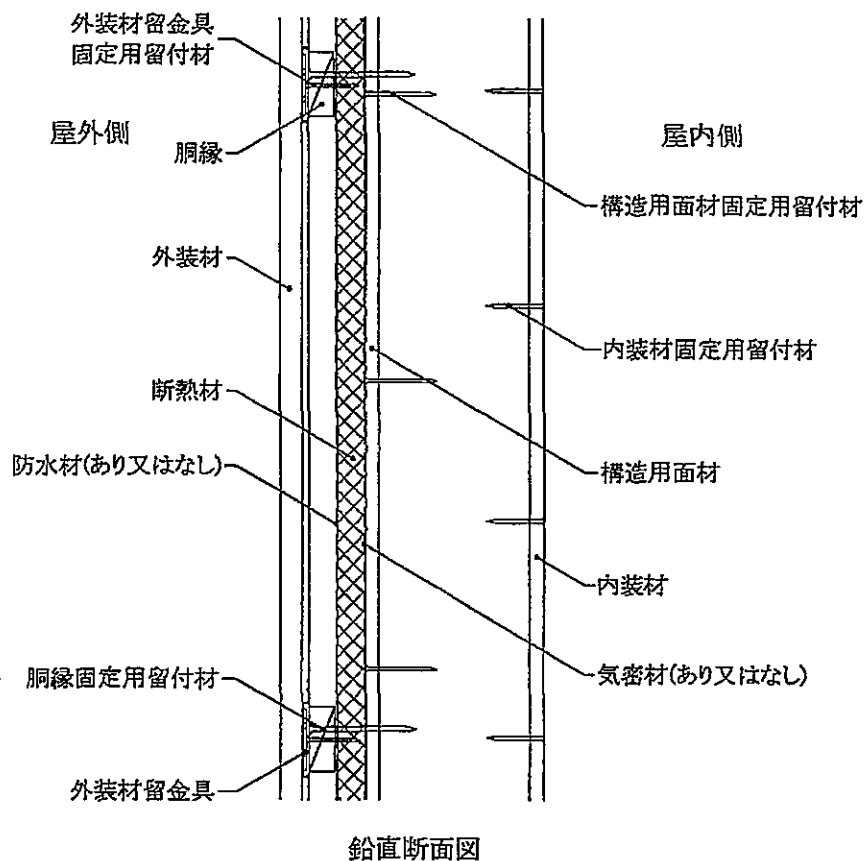 外装材留金具
固定用留付材
屋外側
胴縁
屋内側
構造用面材固定用留付材
外装材
内装材固定用留付材
断熱材
防水材(あり又はなし)
構造用面材
内装材
胴縁固定用留付材
気密材(あり又はなし)
外装材留金具
鉛直断面図